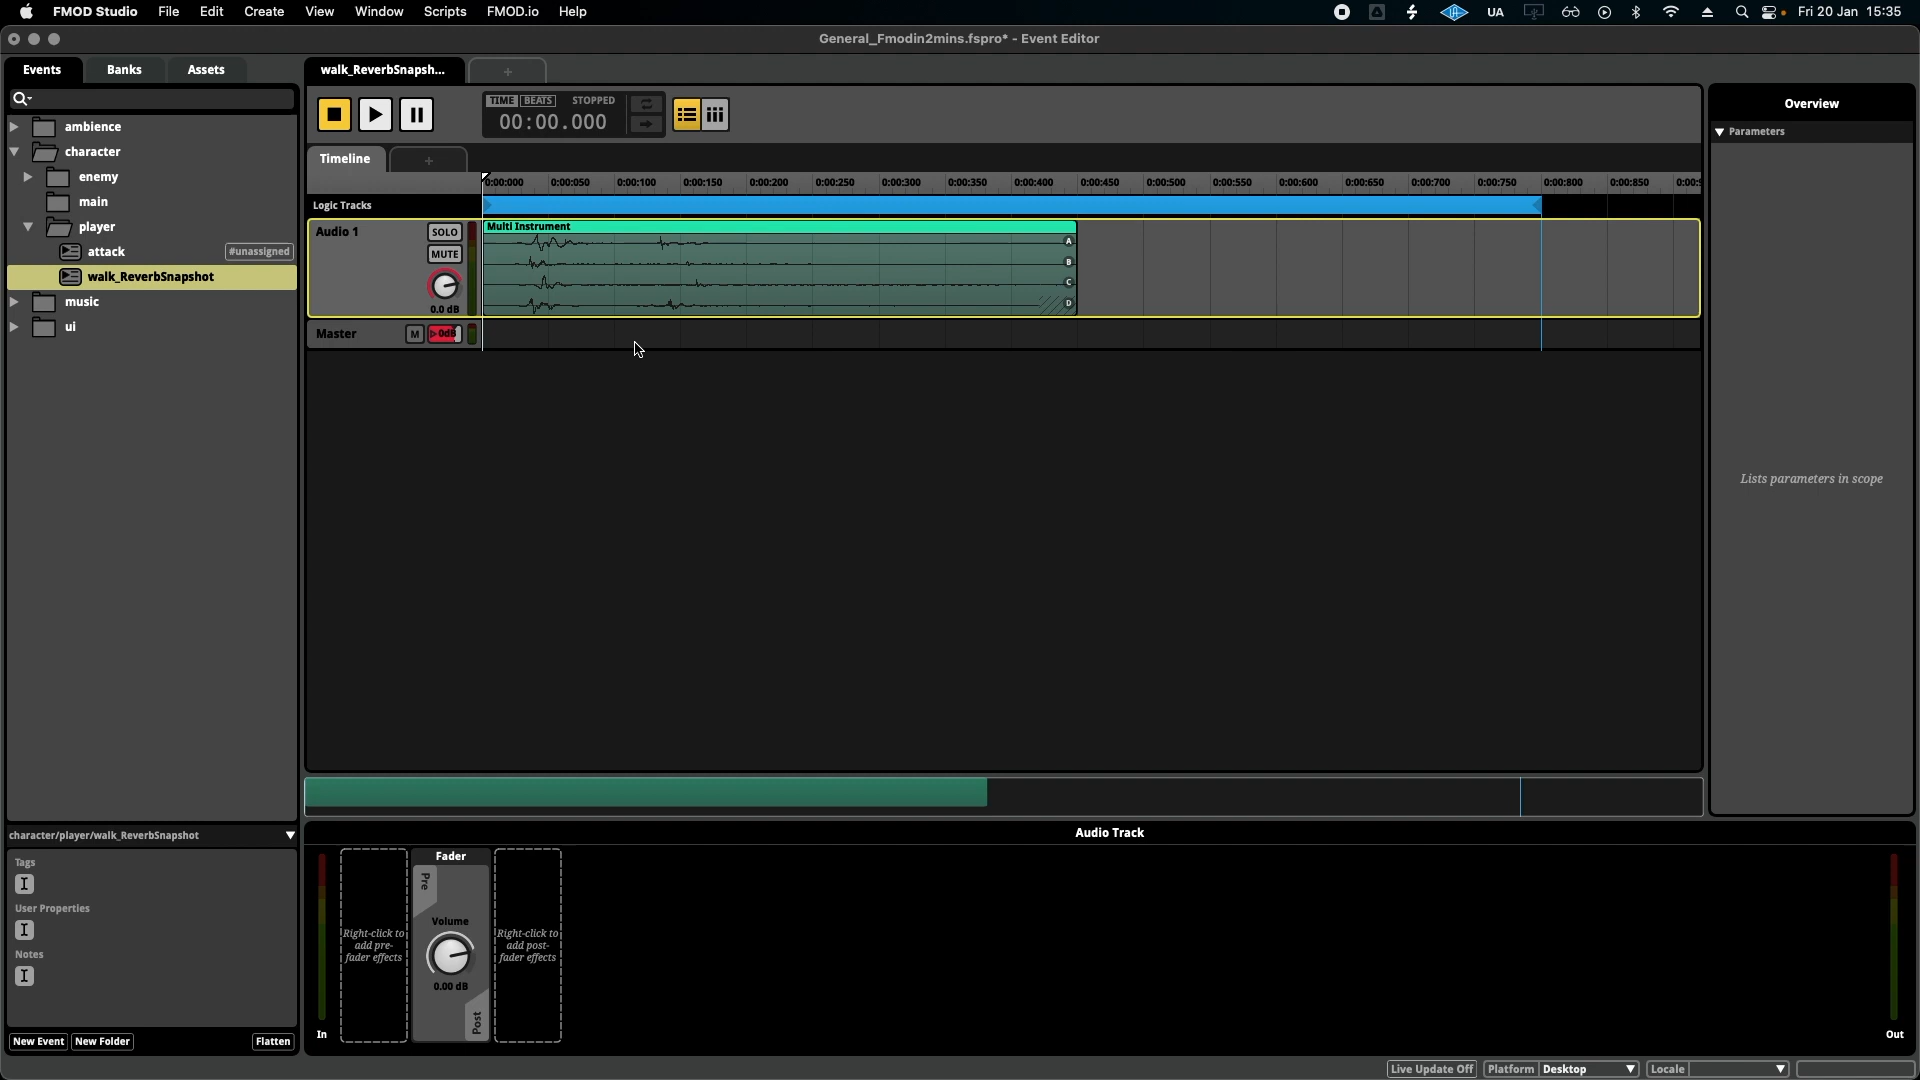 FMOD Studio File Edit Create View Window Scripts FMOD.io Help UA Fri 20 Jan 15:35
General_Fmodin2mins.fspro* - Event Editor
Events Banks Assets
walk_ReverbSnapsh... +
Overview
Parameters
Lists parameters in scope
ambience
character
enemy
main
player
attack #unassigned
walk_ReverbSnapshot
music
ui
TIME BEATS STOPPED
00:00.000
Timeline +
0:00:000 0:00:050 0:00:100 0:00:150 0:00:200 0:00:250 0:00:300 0:00:350 0:00:400 0:00:450 0:00:500 0:00:550 0:00:600 0:00:650 0:00:700 0:00:750 0:00:800 0:00:850
Logic Tracks
Audio 1 SOLO
MUTE
0.0 dB
Multi Instrument
A
B
C
D
Master M 0dB
character/player/walk_ReverbSnapshot
Tags
User Properties
Notes
New Event New Folder Flatten
Audio Track
In
Right-click to
add pre-
fader effects
Fader
Pre
Volume
0.00 dB
Post
Right-click to
add post-
fader effects
Out
Live Update Off Platform Desktop Locale